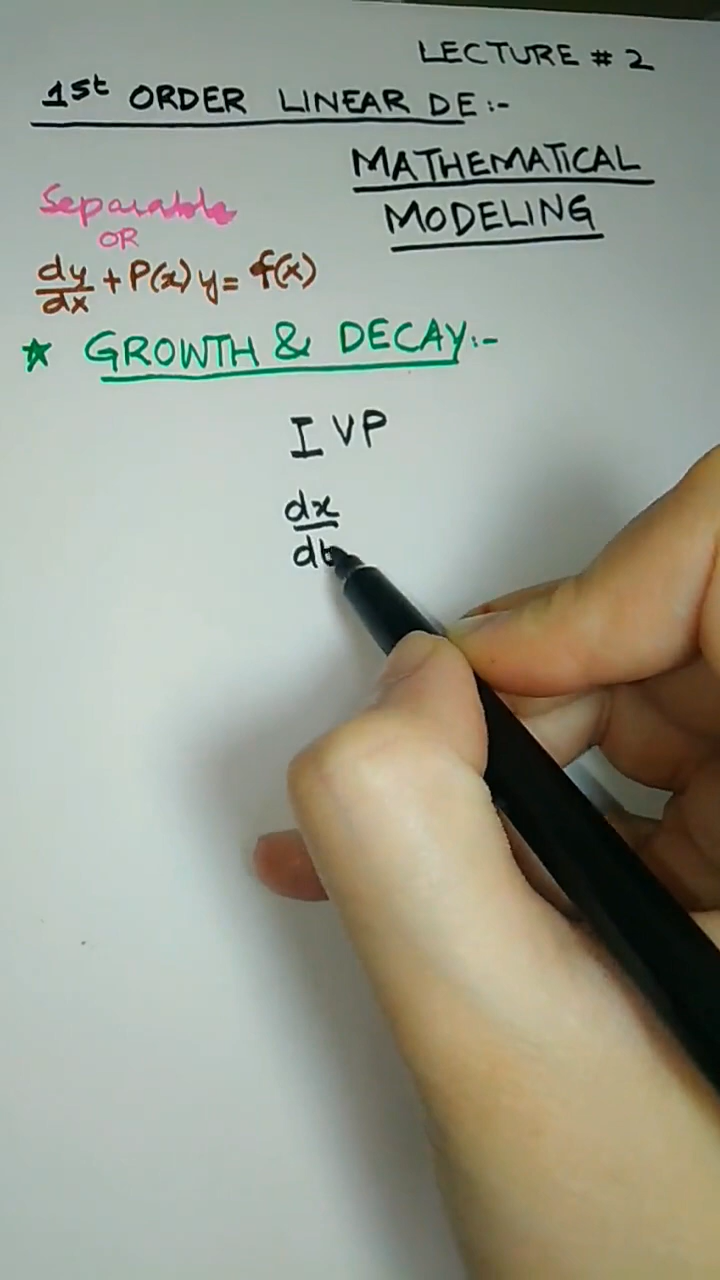 LECTURE # 2
1st ORDER LINEAR DE:-
MATHEMATICAL
MODELING
Separable
OR
dy/dx + P(x) y = f(x)
★ GROWTH & DECAY:-
IVP
dx/dt